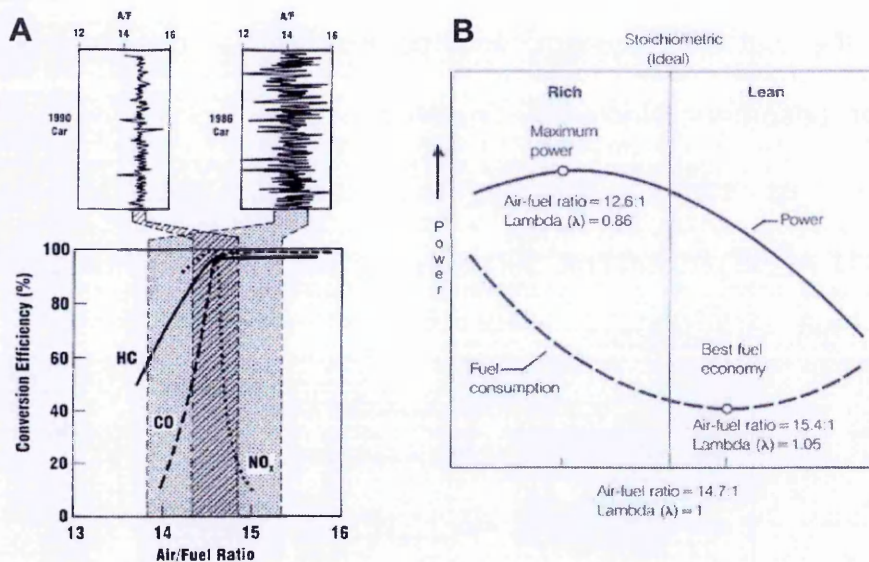 A
A/F
12 14 16
1990
Car
A/F
12 14 16
1986
Car
Conversion Efficiency (%)
100
80
60
40
20
0
HC
CO
NOx
13 14 15 16
Air/Fuel Ratio
B
Stoichiometric
(Ideal)
Rich
Lean
Maximum
power
Power
Air-fuel ratio = 12.6:1
Lambda (λ) = 0.86
Power
Fuel
consumption
Best fuel
economy
Air-fuel ratio = 15.4:1
Lambda (λ) = 1.05
Air-fuel ratio = 14.7:1
Lambda (λ) = 1